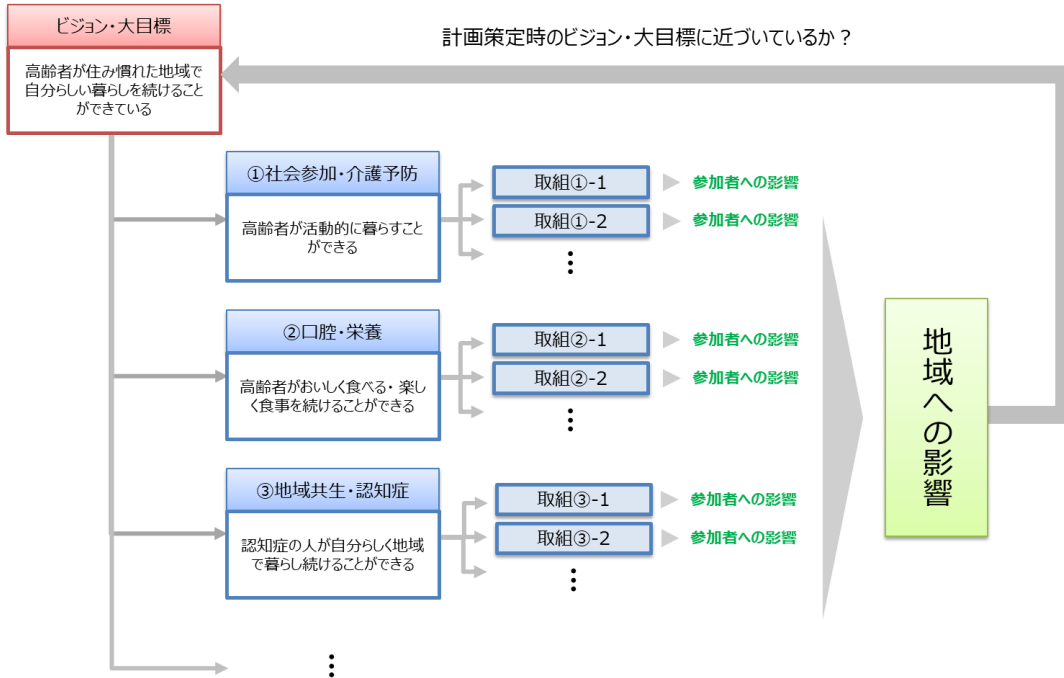 ビジョン・大目標
高齢者が住み慣れた地域で
自分らしい暮らしを続けること
ができている
計画策定時のビジョン・大目標に近づいているか？
①社会参加・介護予防
高齢者が活動的に暮らすこと
ができる
取組①-1
参加者への影響
取組①-2
参加者への影響
⋮
②口腔・栄養
高齢者がおいしく食べる・楽し
く食事を続けることができる
取組②-1
参加者への影響
取組②-2
参加者への影響
⋮
③地域共生・認知症
認知症の人が自分らしく地域
で暮らし続けることができる
取組③-1
参加者への影響
取組③-2
参加者への影響
⋮
⋮
地域への影響